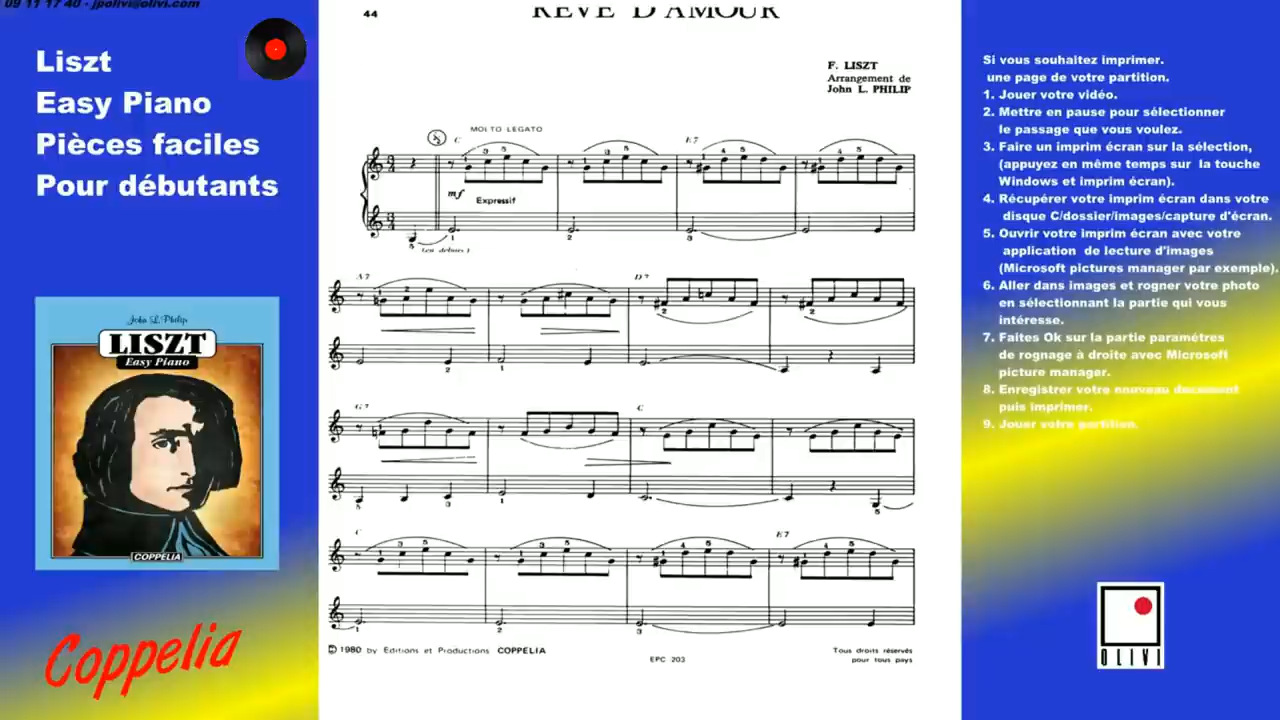 09 11 17 40 - jpolivi@olivi.com
Liszt
Easy Piano
Pièces faciles
Pour débutants
John L. Philip
LISZT
Easy Piano
COPPELIA
Coppelia
44
REVE D'AMOUR
F. LISZT
Arrangement de
John L. PHILIP
MOLTO LEGATO
C
E7
mf
Expressif
(en dehors)
A7
D7
G7
C
C
E7
© 1980 by Editions et Productions COPPELIA
EPC 203
Tous droits réservés
pour tous pays
Si vous souhaitez imprimer.
une page de votre partition.
1. Jouer votre vidéo.
2. Mettre en pause pour sélectionner
le passage que vous voulez.
3. Faire un imprim écran sur la sélection,
(appuyez en même temps sur la touche
Windows et imprim écran).
4. Récupérer votre imprim écran dans votre
disque C/dossier/images/capture d'écran.
5. Ouvrir votre imprim écran avec votre
application de lecture d'images
(Microsoft pictures manager par exemple).
6. Aller dans images et rogner votre photo
en sélectionnant la partie qui vous
intéresse.
7. Faites Ok sur la partie paramétres
de rognage à droite avec Microsoft
picture manager.
8. Enregistrer votre nouveau document
puis imprimer.
9. Jouer votre partition.
OLIVI